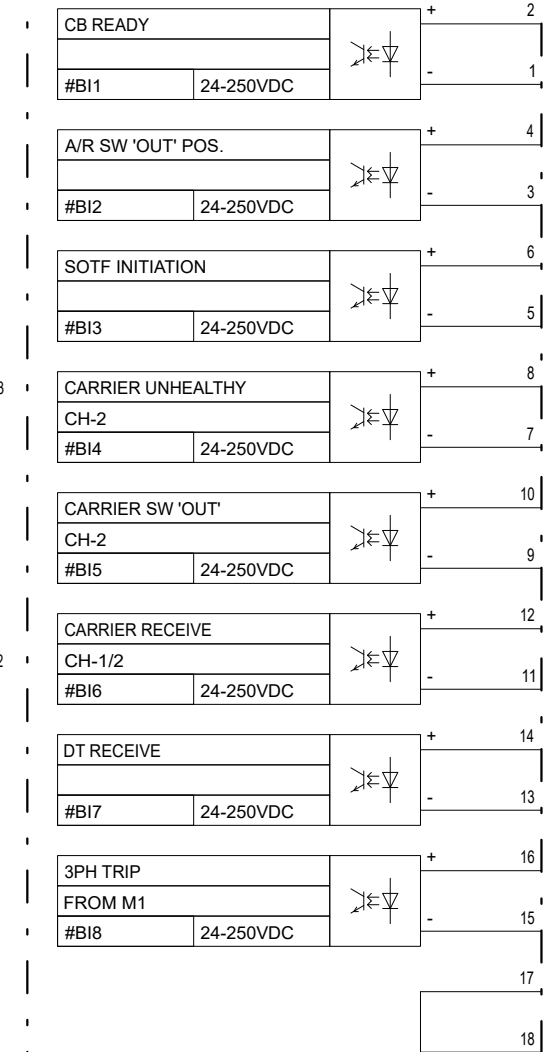 CB READY
+ 2
- 1
#BI1 24-250VDC
A/R SW 'OUT' POS.
+ 4
- 3
#BI2 24-250VDC
SOTF INITIATION
+ 6
- 5
#BI3 24-250VDC
CARRIER UNHEALTHY
+ 8
CH-2
- 7
#BI4 24-250VDC
CARRIER SW 'OUT'
+ 10
CH-2
- 9
#BI5 24-250VDC
CARRIER RECEIVE
+ 12
CH-1/2
- 11
#BI6 24-250VDC
DT RECEIVE
+ 14
- 13
#BI7 24-250VDC
3PH TRIP
+ 16
FROM M1
- 15
#BI8 24-250VDC
17
18